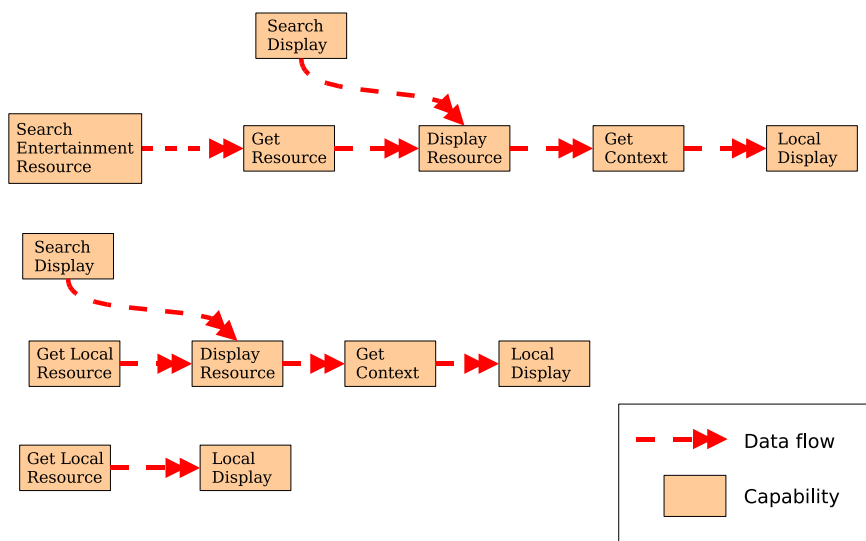 Search
Display
Search
Entertainment
Resource
Get
Resource
Display
Resource
Get
Context
Local
Display
Search
Display
Get Local
Resource
Display
Resource
Get
Context
Local
Display
Get Local
Resource
Local
Display
Data flow
Capability